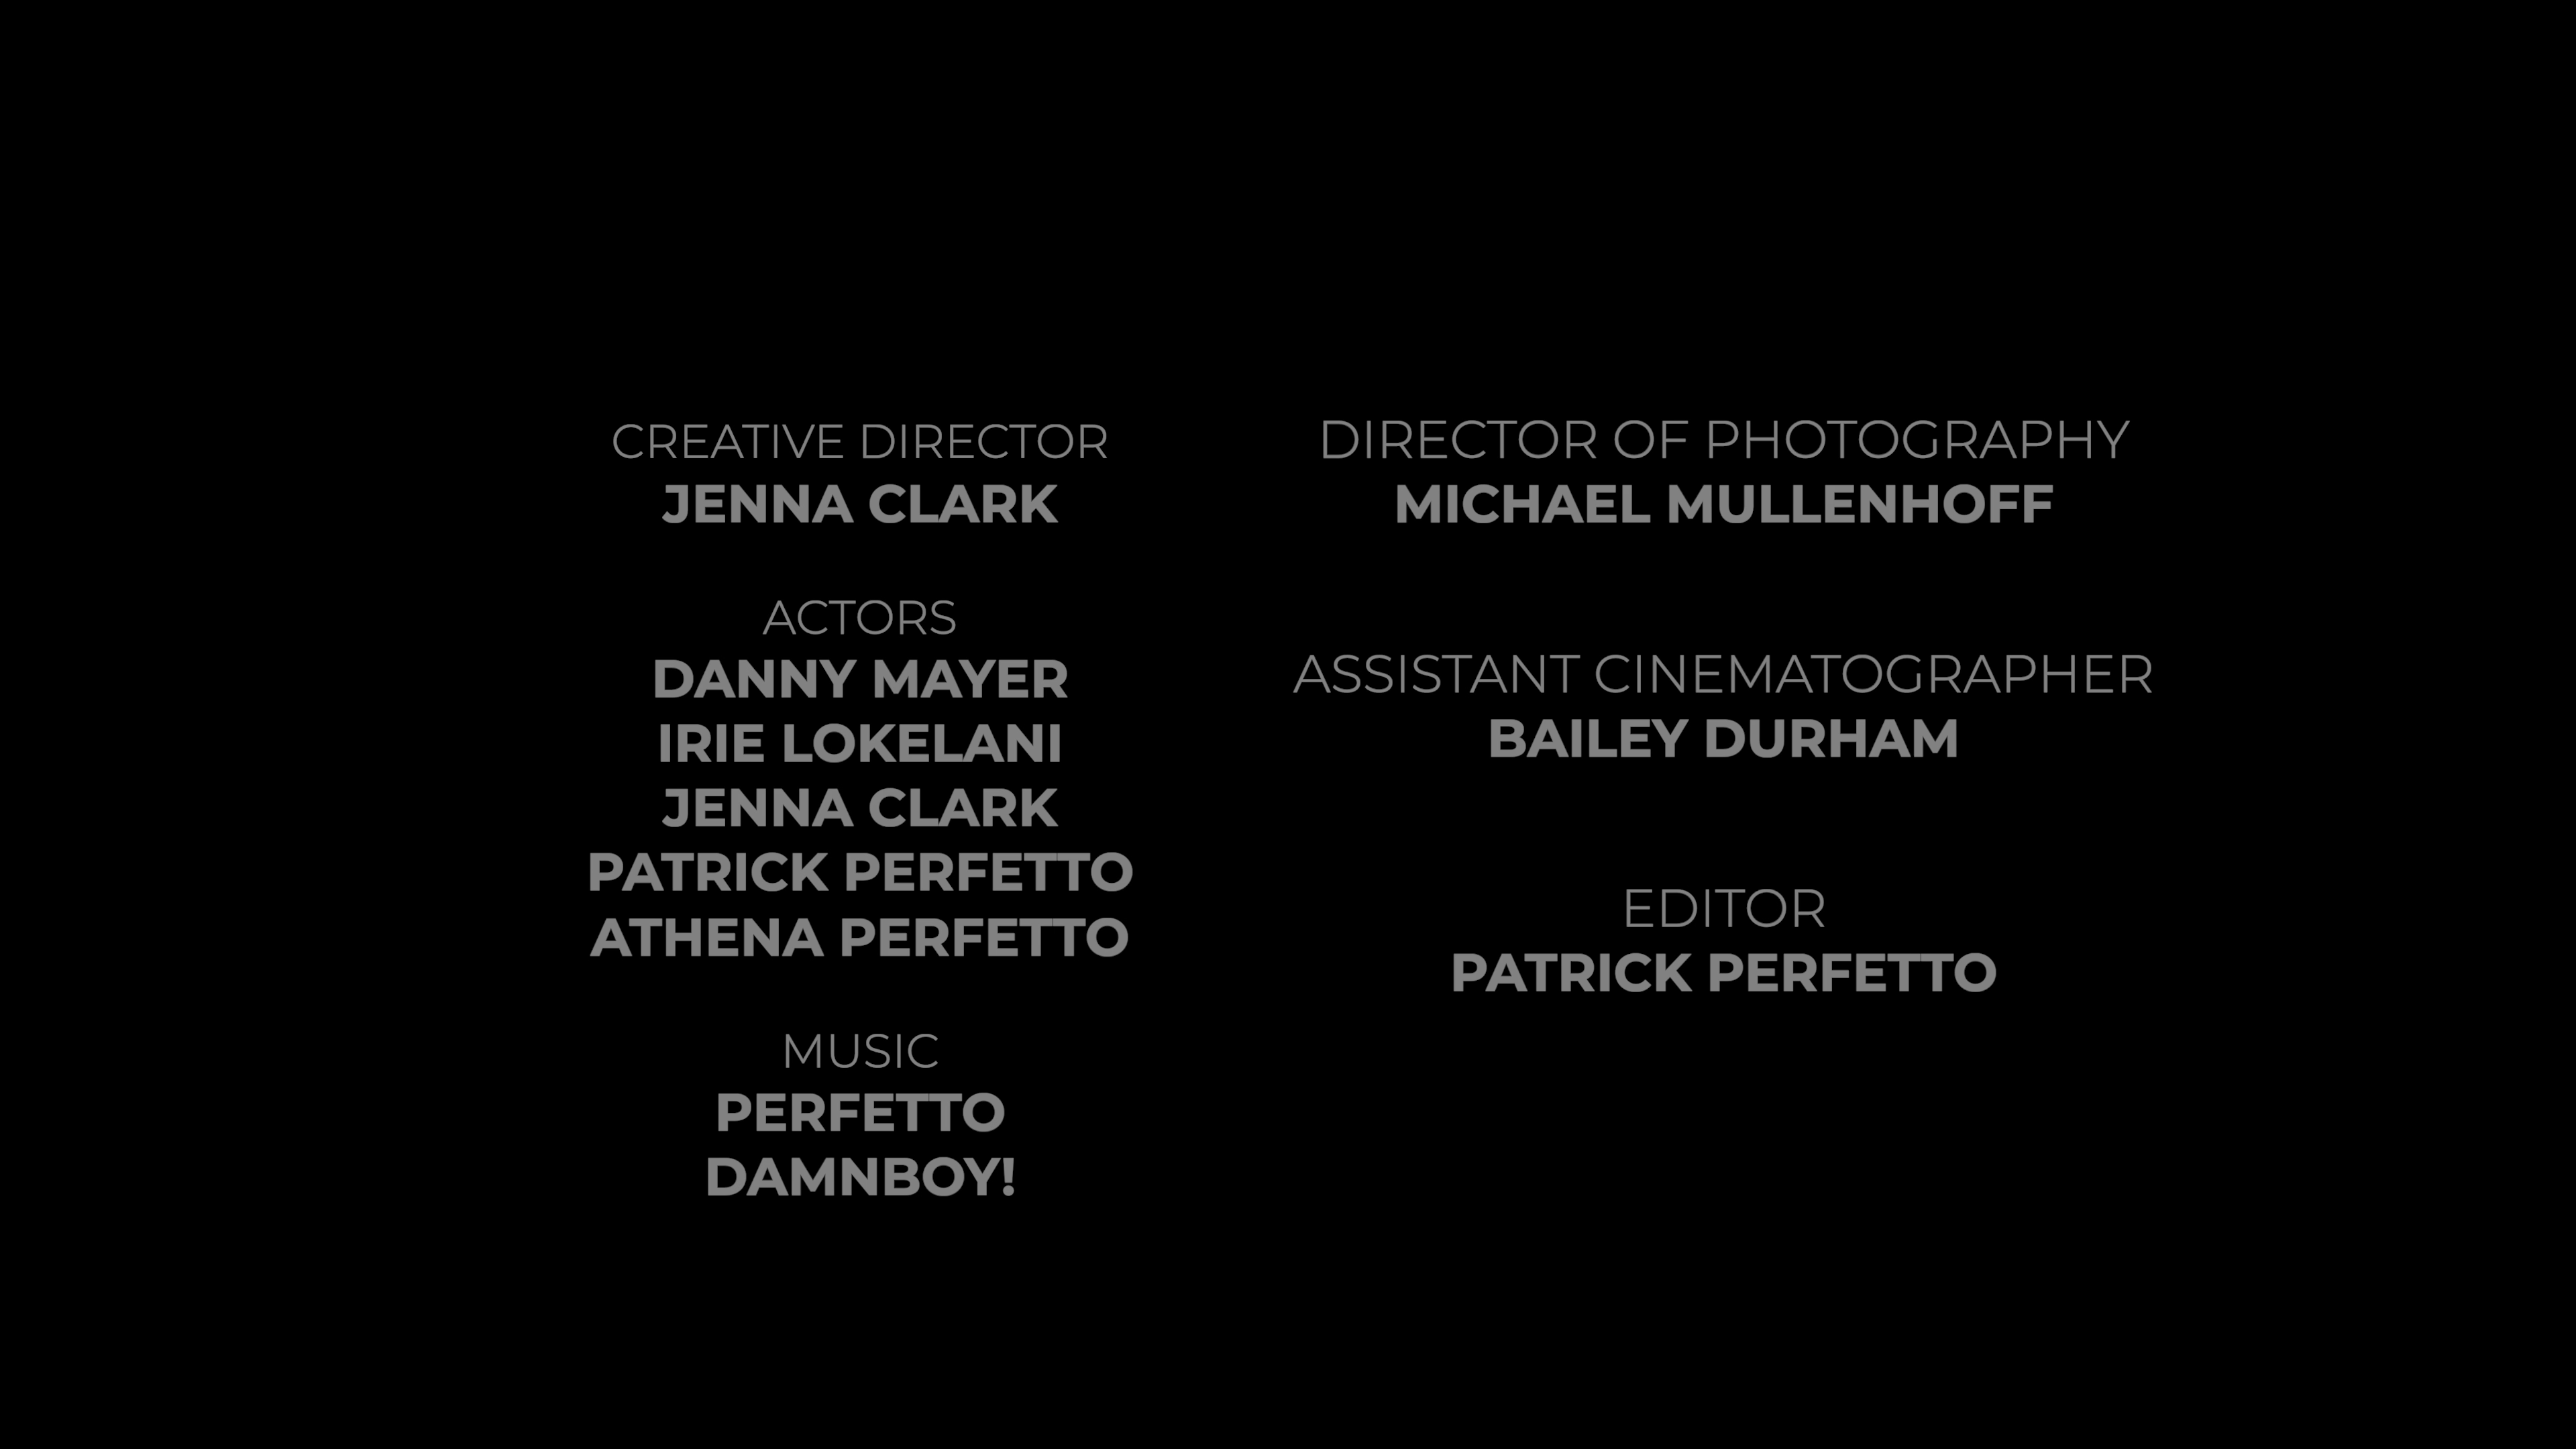 CREATIVE DIRECTOR
JENNA CLARK
ACTORS
DANNY MAYER
IRIE LOKELANI
JENNA CLARK
PATRICK PERFETTO
ATHENA PERFETTO
MUSIC
PERFETTO
DAMNBOY!
DIRECTOR OF PHOTOGRAPHY
MICHAEL MULLENHOFF
ASSISTANT CINEMATOGRAPHER
BAILEY DURHAM
EDITOR
PATRICK PERFETTO